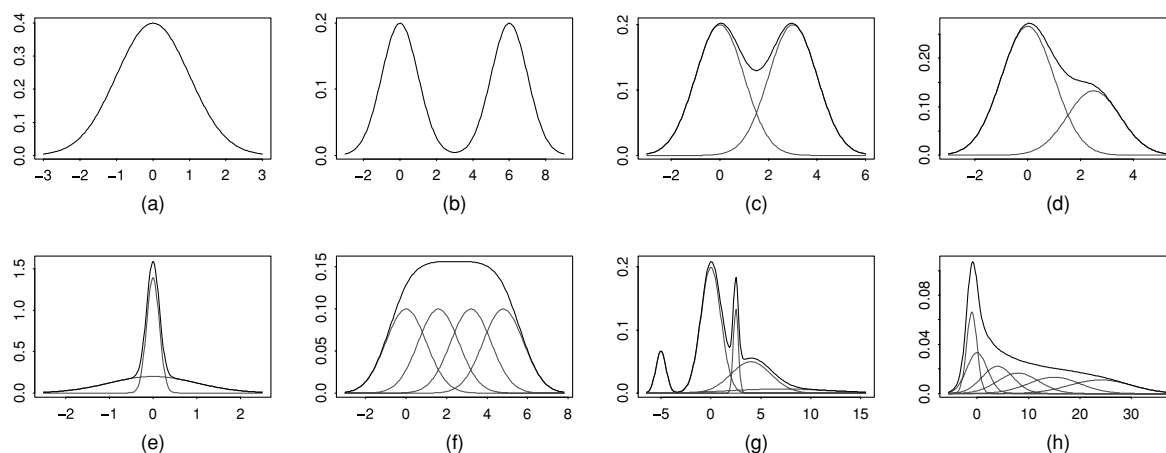 0.0 0.1 0.2 0.3 0.4
−3 −2 −1 0 1 2 3
(a)
0.0 0.1 0.2
−2 0 2 4 6 8
(b)
0.0 0.1 0.2
−2 0 2 4 6
(c)
0.0 0.10 0.20
−2 0 2 4
(d)
0.0 0.5 1.0 1.5
−2 −1 0 1 2
(e)
0.0 0.05 0.10 0.15
−2 0 2 4 6 8
(f)
0.0 0.1 0.2
−5 0 5 10 15
(g)
0.0 0.04 0.08
0 10 20 30
(h)